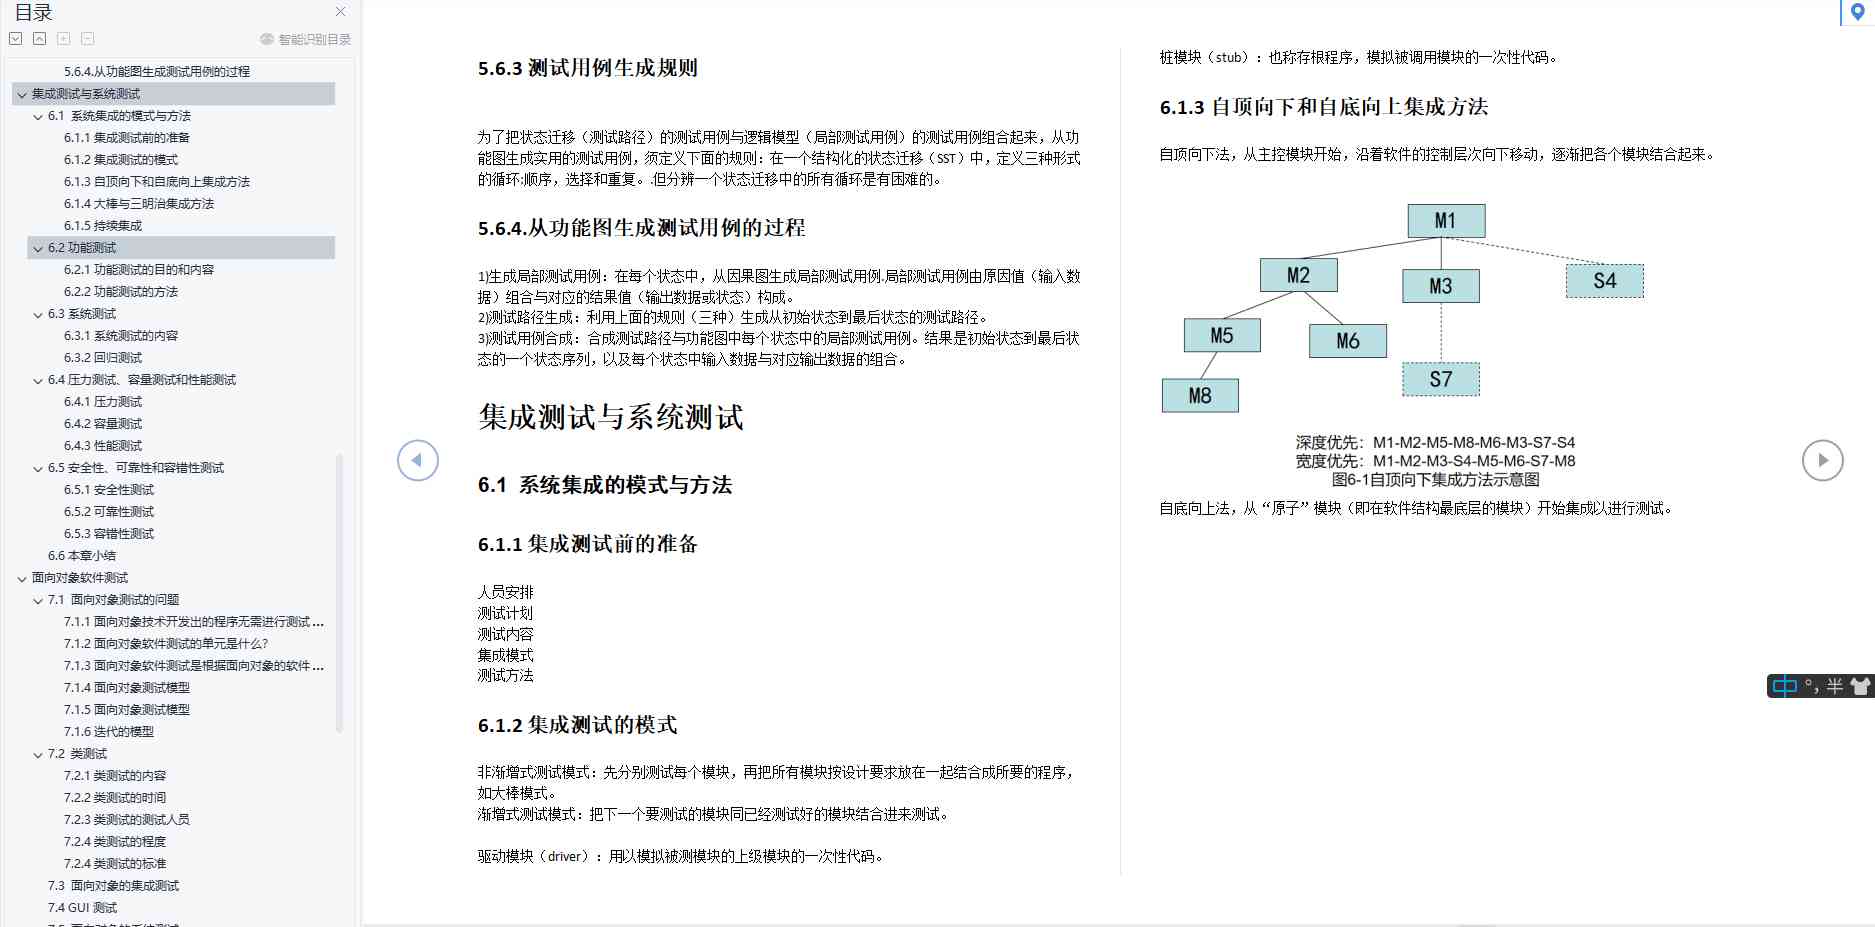 目录
智能识别目录
5.6.4.从功能图生成测试用例的过程
集成测试与系统测试
6.1 系统集成的模式与方法
6.1.1 集成测试前的准备
6.1.2 集成测试的模式
6.1.3 自顶向下和自底向上集成方法
6.1.4 大棒与三明治集成方法
6.1.5 持续集成
6.2 功能测试
6.2.1 功能测试的目的和内容
6.2.2 功能测试的方法
6.3 系统测试
6.3.1 系统测试的内容
6.3.2 回归测试
6.4 压力测试、容量测试和性能测试
6.4.1 压力测试
6.4.2 容量测试
6.4.3 性能测试
6.5 安全性、可靠性和容错性测试
6.5.1 安全性测试
6.5.2 可靠性测试
6.5.3 容错性测试
6.6 本章小结
面向对象软件测试
7.1 面向对象测试的问题
7.1.1 面向对象技术开发出的程序无需进行测试 ...
7.1.2 面向对象软件测试的单元是什么?
7.1.3 面向对象软件测试是根据面向对象的软件 ...
7.1.4 面向对象测试模型
7.1.5 面向对象测试模型
7.1.6 迭代的模型
7.2 类测试
7.2.1 类测试的内容
7.2.2 类测试的时间
7.2.3 类测试的测试人员
7.2.4 类测试的程度
7.2.4 类测试的标准
7.3 面向对象的集成测试
7.4 GUI 测试
5.6.3 测试用例生成规则
为了把状态迁移（测试路径）的测试用例与逻辑模型（局部测试用例）的测试用例组合起来，从功
能图生成实用的测试用例，须定义下面的规则：在一个结构化的状态迁移（SST）中，定义三种形式
的循环;顺序，选择和重复。.但分辨一个状态迁移中的所有循环是有困难的。
5.6.4.从功能图生成测试用例的过程
1)生成局部测试用例：在每个状态中，从因果图生成局部测试用例.局部测试用例由原因值（输入数
据）组合与对应的结果值（输出数据或状态）构成。
2)测试路径生成：利用上面的规则（三种）生成从初始状态到最后状态的测试路径。
3)测试用例合成：合成测试路径与功能图中每个状态中的局部测试用例。结果是初始状态到最后状
态的一个状态序列，以及每个状态中输入数据与对应输出数据的组合。
集成测试与系统测试
6.1 系统集成的模式与方法
6.1.1 集成测试前的准备
人员安排
测试计划
测试内容
集成模式
测试方法
6.1.2 集成测试的模式
非渐增式测试模式：先分别测试每个模块，再把所有模块按设计要求放在一起结合成所要的程序，
如大棒模式。
渐增式测试模式：把下一个要测试的模块同已经测试好的模块结合进来测试。
驱动模块（driver）：用以模拟被测模块的上级模块的一次性代码。
桩模块（stub）：也称存根程序，模拟被调用模块的一次性代码。
6.1.3 自顶向下和自底向上集成方法
自顶向下法，从主控模块开始，沿着软件的控制层次向下移动，逐渐把各个模块结合起来。
M1
M2
M3
S4
M5
M6
S7
M8
深度优先：M1-M2-M5-M8-M6-M3-S7-S4
宽度优先：M1-M2-M3-S4-M5-M6-S7-M8
图6-1自顶向下集成方法示意图
自底向上法，从“原子”模块（即在软件结构最底层的模块）开始集成以进行测试。
中 °, 半